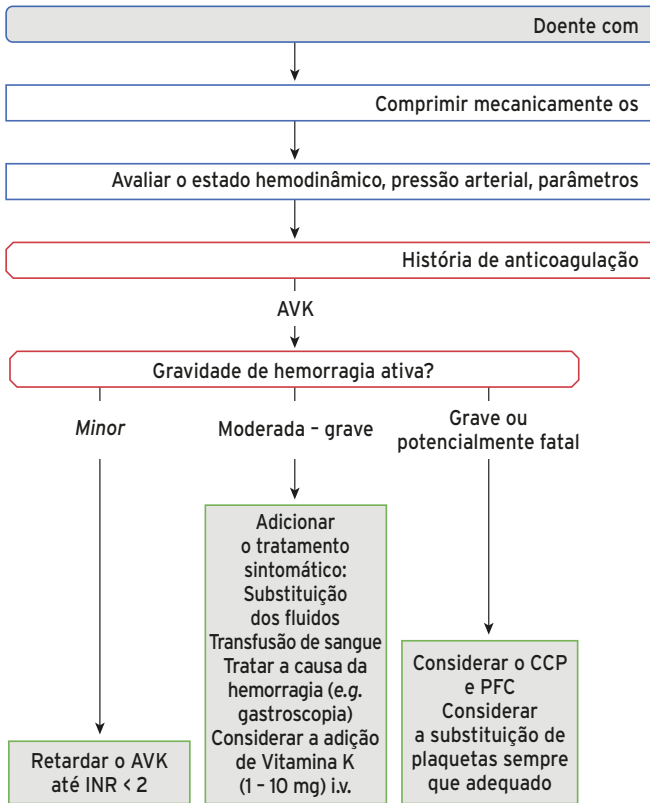 Doente com
Comprimir mecanicamente os
Avaliar o estado hemodinâmico, pressão arterial, parâmetros
História de anticoagulação
AVK
Gravidade de hemorragia ativa?
Minor
Moderada – grave
Grave ou
potencialmente fatal
Adicionar
o tratamento
sintomático:
Substituição
dos fluidos
Transfusão de sangue
Tratar a causa da
hemorragia (e.g.
gastroscopia)
Considerar a adição
de Vitamina K
(1 – 10 mg) i.v.
Considerar o CCP
e PFC
Considerar
a substituição de
plaquetas sempre
que adequado
Retardar o AVK
até INR < 2